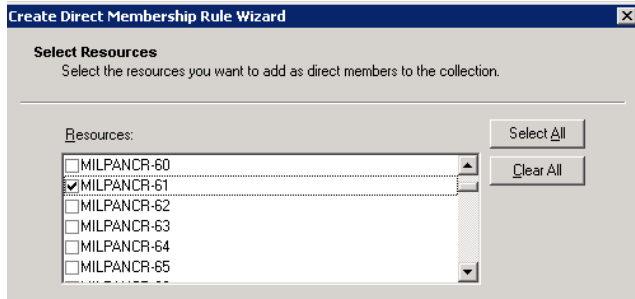 Create Direct Membership Rule Wizard
Select Resources
Select the resources you want to add as direct members to the collection.
Resources:
Select All
Clear All
MILPANCR-60
MILPANCR-61
MILPANCR-62
MILPANCR-63
MILPANCR-64
MILPANCR-65